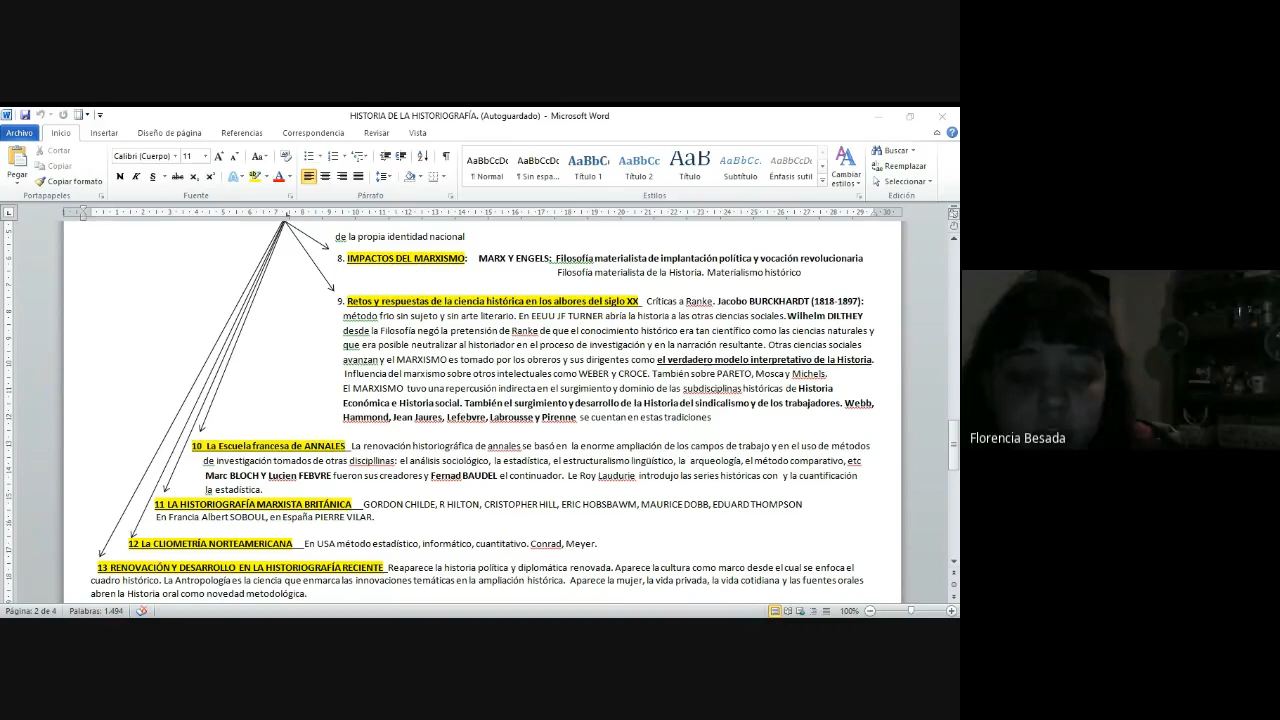 HISTORIA DE LA HISTORIOGRAFÍA. (Autoguardado) - Microsoft Word
Archivo Inicio Insertar Diseño de página Referencias Correspondencia Revisar Vista
Cortar
Copiar
Copiar formato
Pegar
Portapapeles
Calibri (Cuerpo) 11
Fuente
Párrafo
AaBbCcDc AaBbCcDc AaBbC AaBbCc AaB AaBbCc. AaBbCcDc
¶ Normal ¶ Sin espa... Título 1 Título 2 Título Subtítulo Énfasis sutil
Estilos
Cambiar estilos
Buscar
Reemplazar
Seleccionar
Edición
de la propia identidad nacional
8. IMPACTOS DEL MARXISMO: MARX Y ENGELS: Filosofía materialista de implantación política y vocación revolucionaria
Filosofía materialista de la Historia. Materialismo histórico
9. Retos y respuestas de la ciencia histórica en los albores del siglo XX Críticas a Ranke. Jacobo BURCKHARDT (1818-1897):
método frio sin sujeto y sin arte literario. En EEUU JF TURNER abría la historia a las otras ciencias sociales. Wilhelm DILTHEY
desde la Filosofía negó la pretensión de Ranke de que el conocimiento histórico era tan científico como las ciencias naturales y
que era posible neutralizar al historiador en el proceso de investigación y en la narración resultante. Otras ciencias sociales
avanzan y el MARXISMO es tomado por los obreros y sus dirigentes como el verdadero modelo interpretativo de la Historia.
Influencia del marxismo sobre otros intelectuales como WEBER y CROCE. También sobre PARETO, Mosca y Michels.
El MARXISMO tuvo una repercusión indirecta en el surgimiento y dominio de las subdisciplinas históricas de Historia
Económica e Historia social. También el surgimiento y desarrollo de la Historia del sindicalismo y de los trabajadores. Webb,
Hammond, Jean Jaures, Lefebvre, Labrousse y Pirenne se cuentan en estas tradiciones
10 La Escuela francesa de ANNALES La renovación historiográfica de annales se basó en la enorme ampliación de los campos de trabajo y en el uso de métodos
de investigación tomados de otras discipllinas: el análisis sociológico, la estadística, el estructuralismo lingüístico, la arqueología, el método comparativo, etc
Marc BLOCH Y Lucien FEBVRE fueron sus creadores y Fernad BAUDEL el continuador. Le Roy Laudurie introdujo las series históricas con y la cuantificación
la estadística.
11 LA HISTORIOGRAFÍA MARXISTA BRITÁNICA GORDON CHILDE, R HILTON, CRISTOPHER HILL, ERIC HOBSBAWM, MAURICE DOBB, EDUARD THOMPSON
En Francia Albert SOBOUL, en España PIERRE VILAR.
12 La CLIOMETRÍA NORTEAMERICANA En USA método estadístico, informático, cuantitativo. Conrad, Meyer.
13 RENOVACIÓN Y DESARROLLO EN LA HISTORIOGRAFÍA RECIENTE Reaparece la historia política y diplomática renovada. Aparece la cultura como marco desde el cual se enfoca el
cuadro histórico. La Antropología es la ciencia que enmarca las innovaciones temáticas en la ampliación histórica. Aparece la mujer, la vida privada, la vida cotidiana y las fuentes orales
abren la Historia oral como novedad metodológica.
Página: 2 de 4 Palabras: 1.494 100%
Florencia Besada